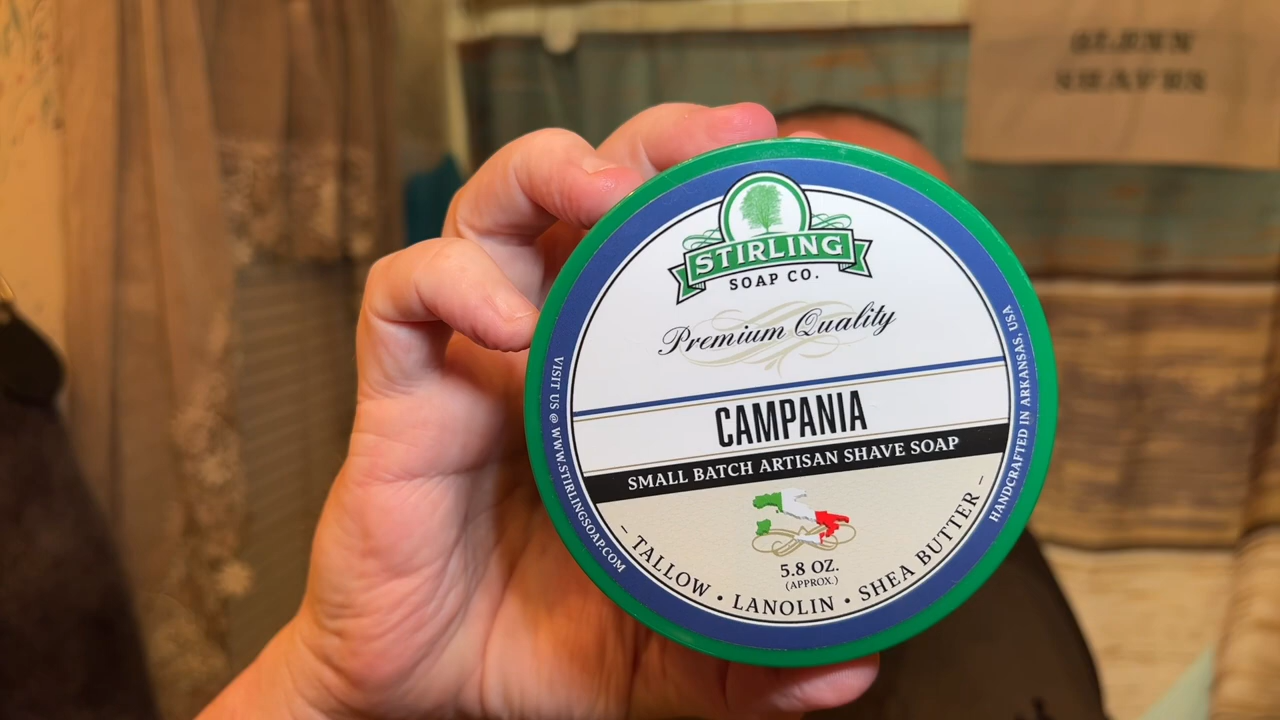 GLENN
SHAVES
STIRLING
SOAP CO.
Premium Quality
CAMPANIA
SMALL BATCH ARTISAN SHAVE SOAP
5.8 OZ.
(APPROX.)
– TALLOW • LANOLIN • SHEA BUTTER –
VISIT US @ WWW.STIRLINGSOAP.COM
HANDCRAFTED IN ARKANSAS, USA